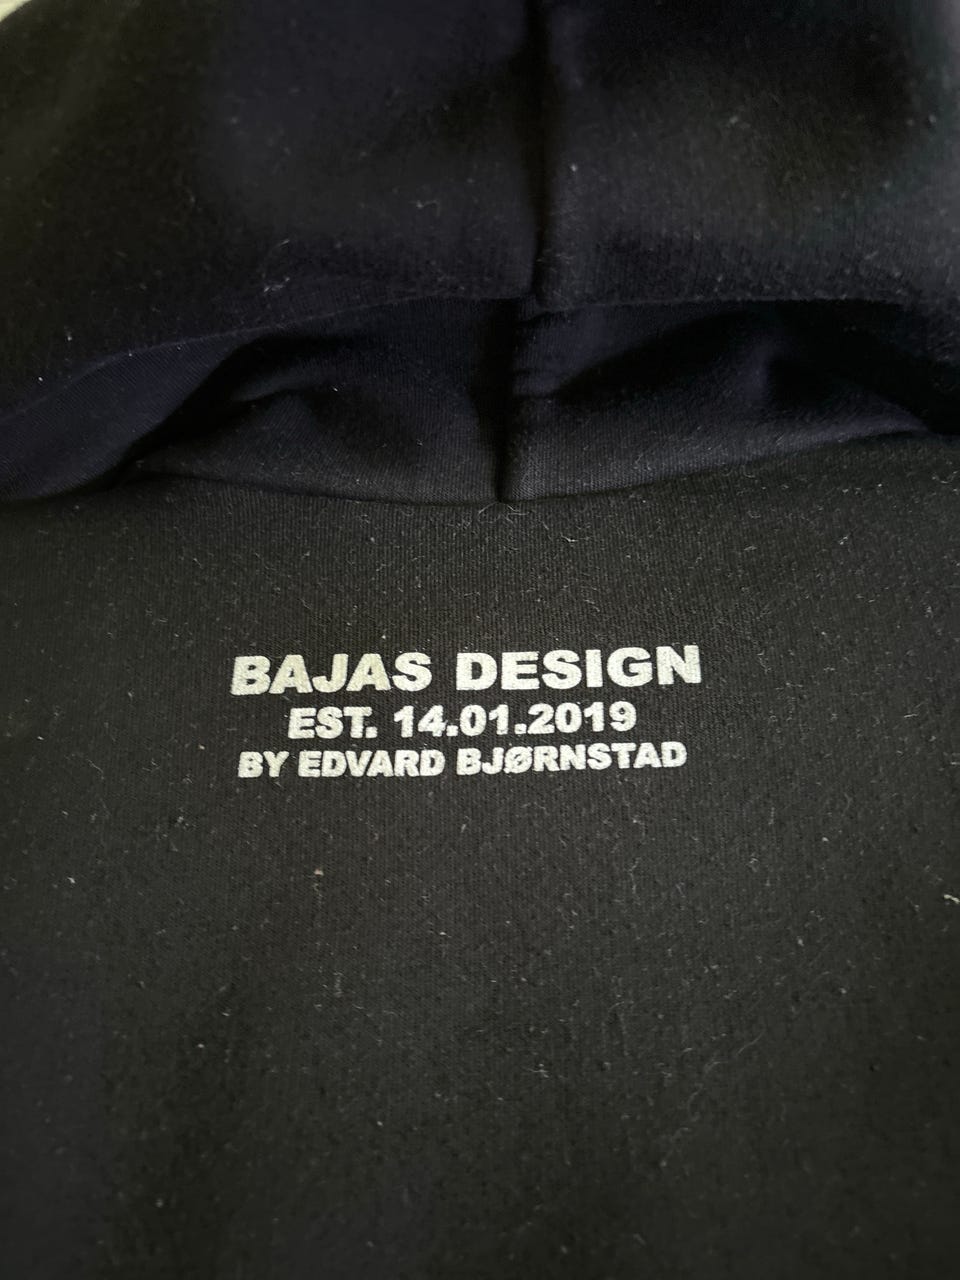 BAJAS DESIGN
EST. 14.01.2019
BY EDVARD BJØRNSTAD